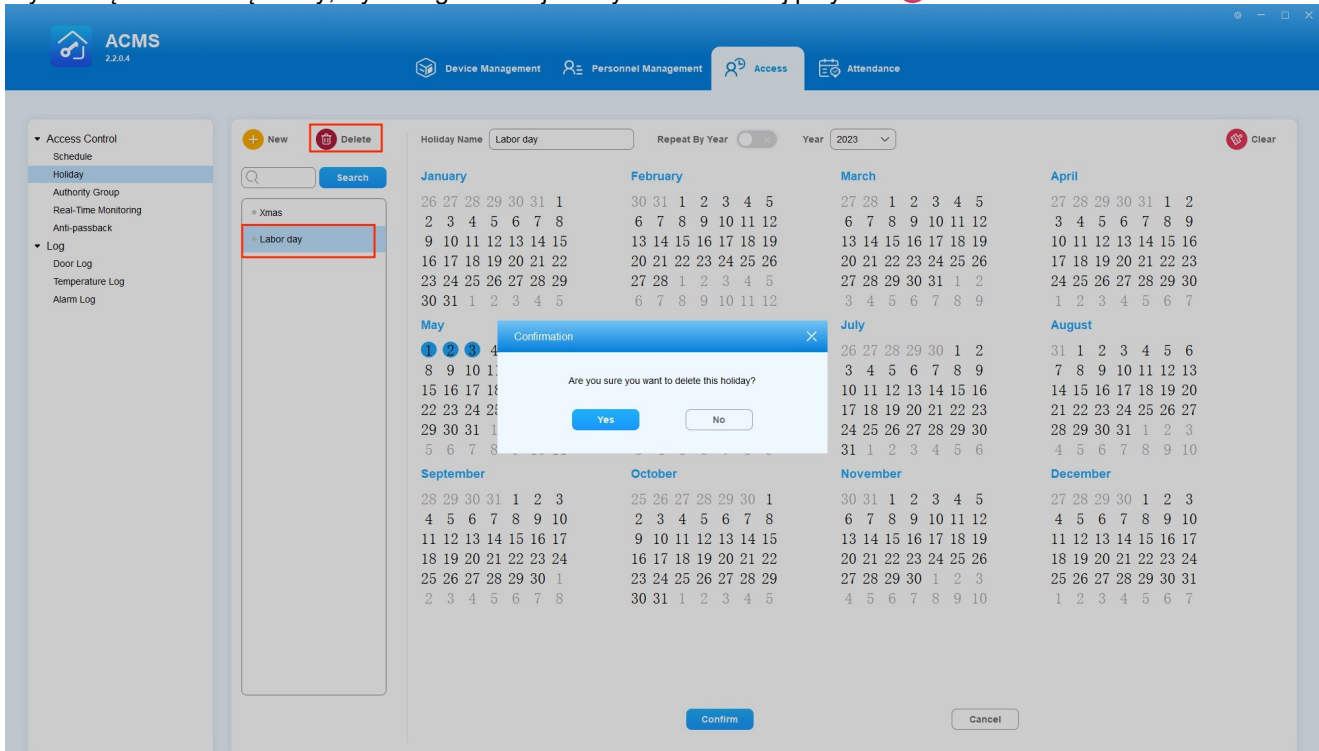 ACMS
2.2.0.4
Device Management
Personnel Management
Access
Attendance
Access Control
Schedule
Holiday
Authority Group
Real-Time Monitoring
Anti-passback
Log
Door Log
Temperature Log
Alarm Log
New
Delete
Search
Xmas
Labor day
Holiday Name Labor day
Repeat By Year
Year 2023
Clear
January
26 27 28 29 30 31 1
2 3 4 5 6 7 8
9 10 11 12 13 14 15
16 17 18 19 20 21 22
23 24 25 26 27 28 29
30 31 1 2 3 4 5
February
30 31 1 2 3 4 5
6 7 8 9 10 11 12
13 14 15 16 17 18 19
20 21 22 23 24 25 26
27 28 1 2 3 4 5
6 7 8 9 10 11 12
March
27 28 1 2 3 4 5
6 7 8 9 10 11 12
13 14 15 16 17 18 19
20 21 22 23 24 25 26
27 28 29 30 31 1 2
3 4 5 6 7 8 9
April
27 28 29 30 31 1 2
3 4 5 6 7 8 9
10 11 12 13 14 15 16
17 18 19 20 21 22 23
24 25 26 27 28 29 30
1 2 3 4 5 6 7
May
1 2 3 4
8 9 10
15 16 17
22 23 24
29 30 31
5 6 7 8
Confirmation
Are you sure you want to delete this holiday?
Yes
No
July
26 27 28 29 30 1 2
3 4 5 6 7 8 9
10 11 12 13 14 15 16
17 18 19 20 21 22 23
24 25 26 27 28 29 30
31 1 2 3 4 5 6
August
31 1 2 3 4 5 6
7 8 9 10 11 12 13
14 15 16 17 18 19 20
21 22 23 24 25 26 27
28 29 30 31 1 2 3
4 5 6 7 8 9 10
September
28 29 30 31 1 2 3
4 5 6 7 8 9 10
11 12 13 14 15 16 17
18 19 20 21 22 23 24
25 26 27 28 29 30 1
2 3 4 5 6 7 8
October
25 26 27 28 29 30 1
2 3 4 5 6 7 8
9 10 11 12 13 14 15
16 17 18 19 20 21 22
23 24 25 26 27 28 29
30 31 1 2 3 4 5
November
30 31 1 2 3 4 5
6 7 8 9 10 11 12
13 14 15 16 17 18 19
20 21 22 23 24 25 26
27 28 29 30 1 2 3
4 5 6 7 8 9 10
December
27 28 29 30 1 2 3
4 5 6 7 8 9 10
11 12 13 14 15 16 17
18 19 20 21 22 23 24
25 26 27 28 29 30 31
1 2 3 4 5 6 7
Confirm
Cancel